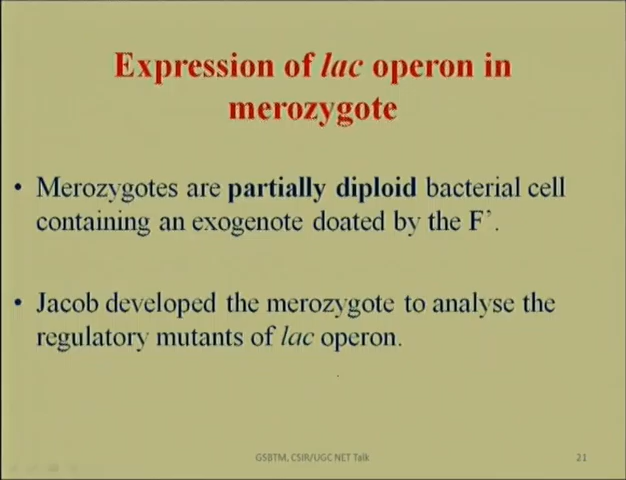 Expression of lac operon in
merozygote
• Merozygotes are partially diploid bacterial cell
containing an exogenote doated by the F’.
• Jacob developed the merozygote to analyse the
regulatory mutants of lac operon.
GSBTM, CSIR/UGC NET Talk
21